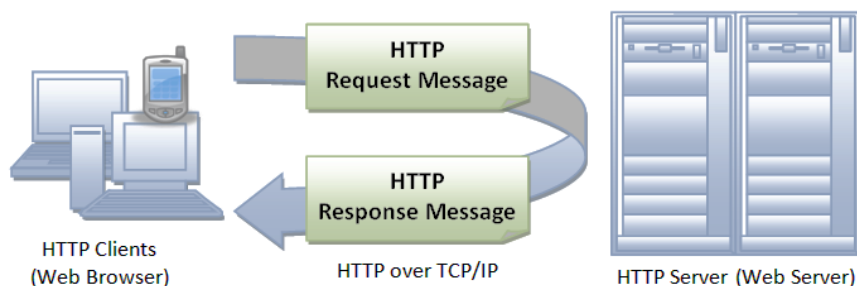 HTTP
Request Message
HTTP
Response Message
HTTP Clients
(Web Browser)
HTTP over TCP/IP
HTTP Server (Web Server)